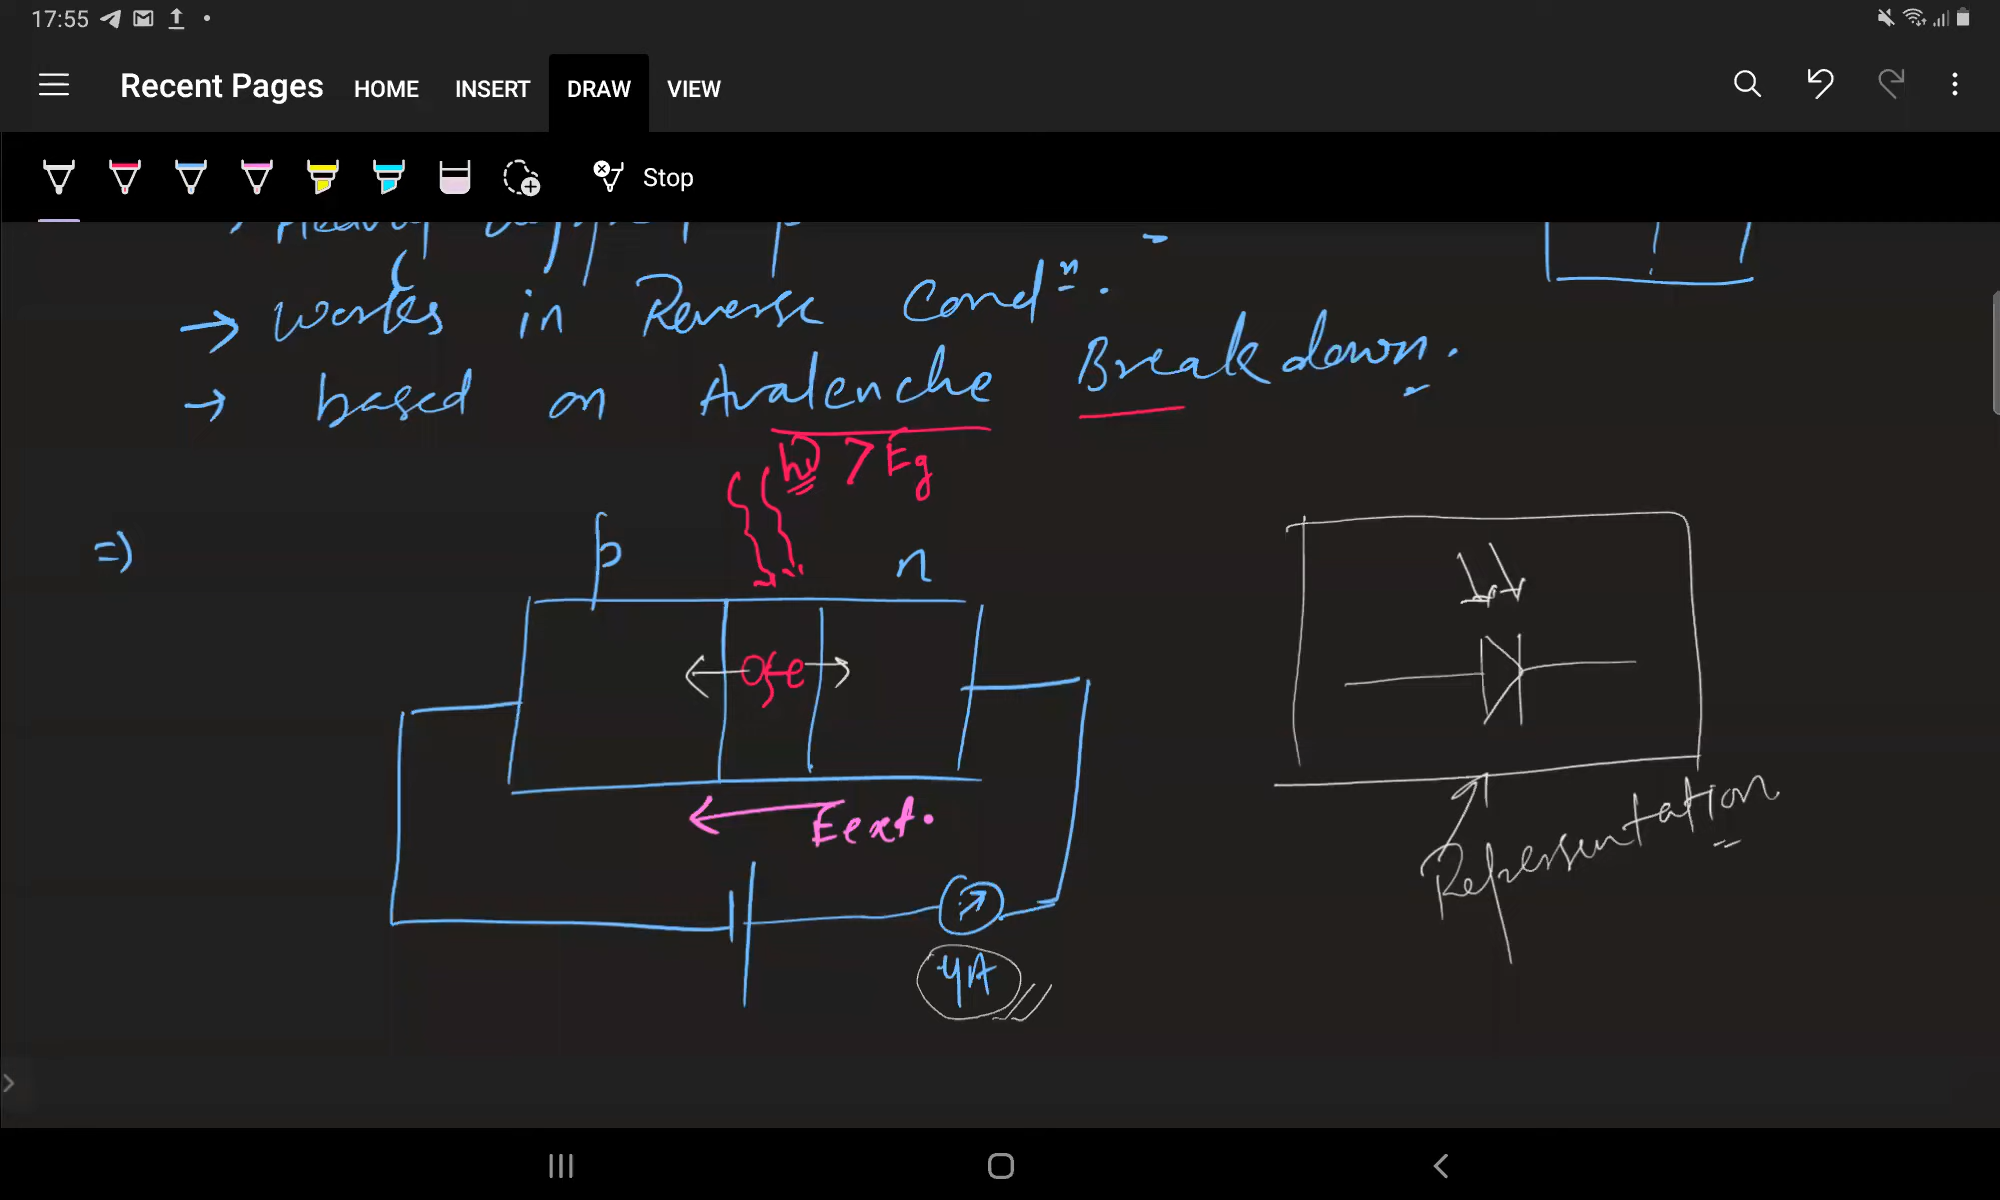 17:55
Recent Pages HOME INSERT DRAW VIEW
Stop
→ works in Reverse Condⁿ.
→ based on Avalenche Breakdown.
hν > Eg
=) p n
O & e
Eext.
μA
Representation